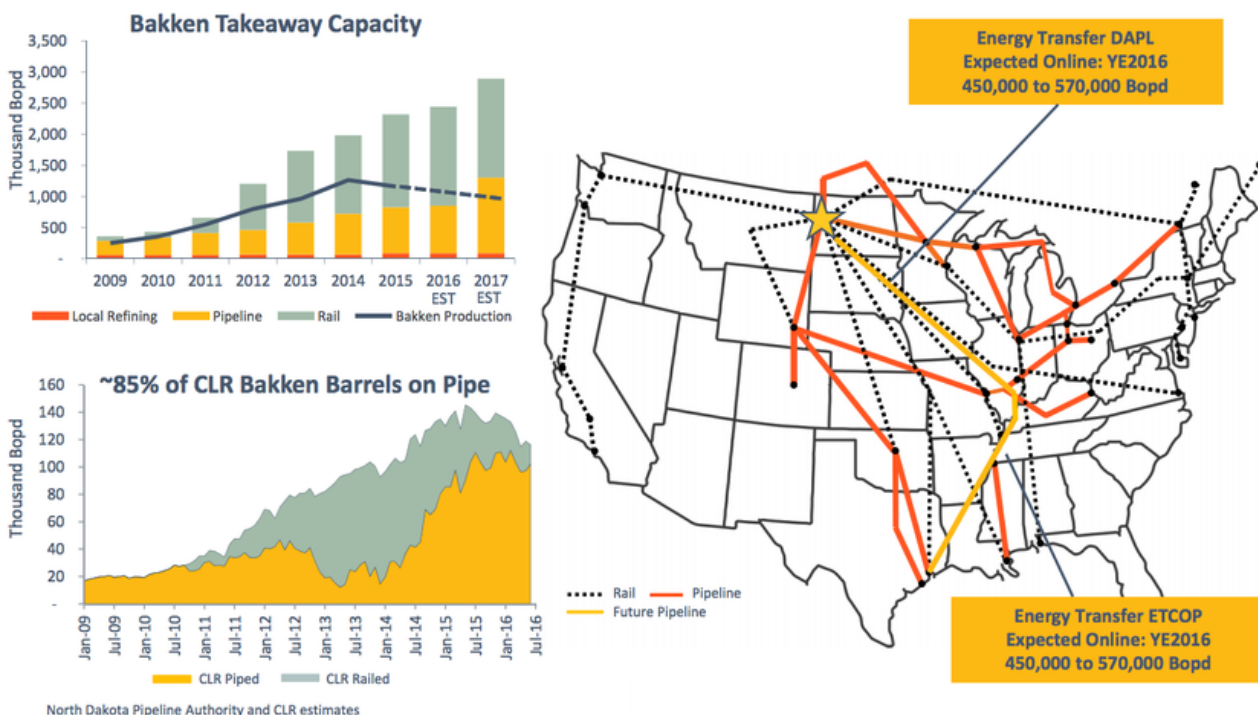 Bakken Takeaway Capacity
Thousand Bopd
3,500
3,000
2,500
2,000
1,500
1,000
500
-
2009 2010 2011 2012 2013 2014 2015 2016 2017
EST EST
Local Refining Pipeline Rail Bakken Production
~85% of CLR Bakken Barrels on Pipe
Thousand Bopd
160
140
120
100
80
60
40
20
-
Jan-09 Jul-09 Jan-10 Jul-10 Jan-11 Jul-11 Jan-12 Jul-12 Jan-13 Jul-13 Jan-14 Jul-14 Jan-15 Jul-15 Jan-16 Jul-16
CLR Piped CLR Railed
North Dakota Pipeline Authority and CLR estimates
Energy Transfer DAPL
Expected Online: YE2016
450,000 to 570,000 Bopd
Rail Pipeline
Future Pipeline
Energy Transfer ETCOP
Expected Online: YE2016
450,000 to 570,000 Bopd